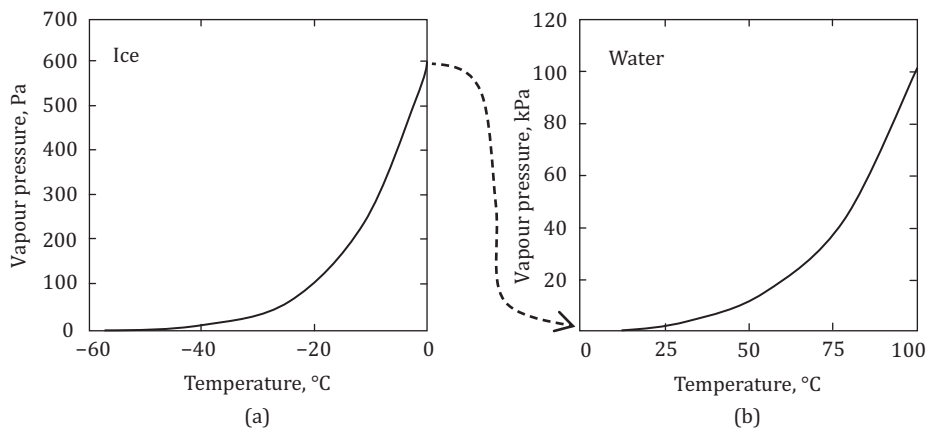 700
600
500
400
300
200
100
0
Vapour pressure, Pa
Ice
−60
−40
−20
0
Temperature, °C
(a)
120
100
80
60
40
20
Vapour pressure, kPa
Water
0
25
50
75
100
Temperature, °C
(b)